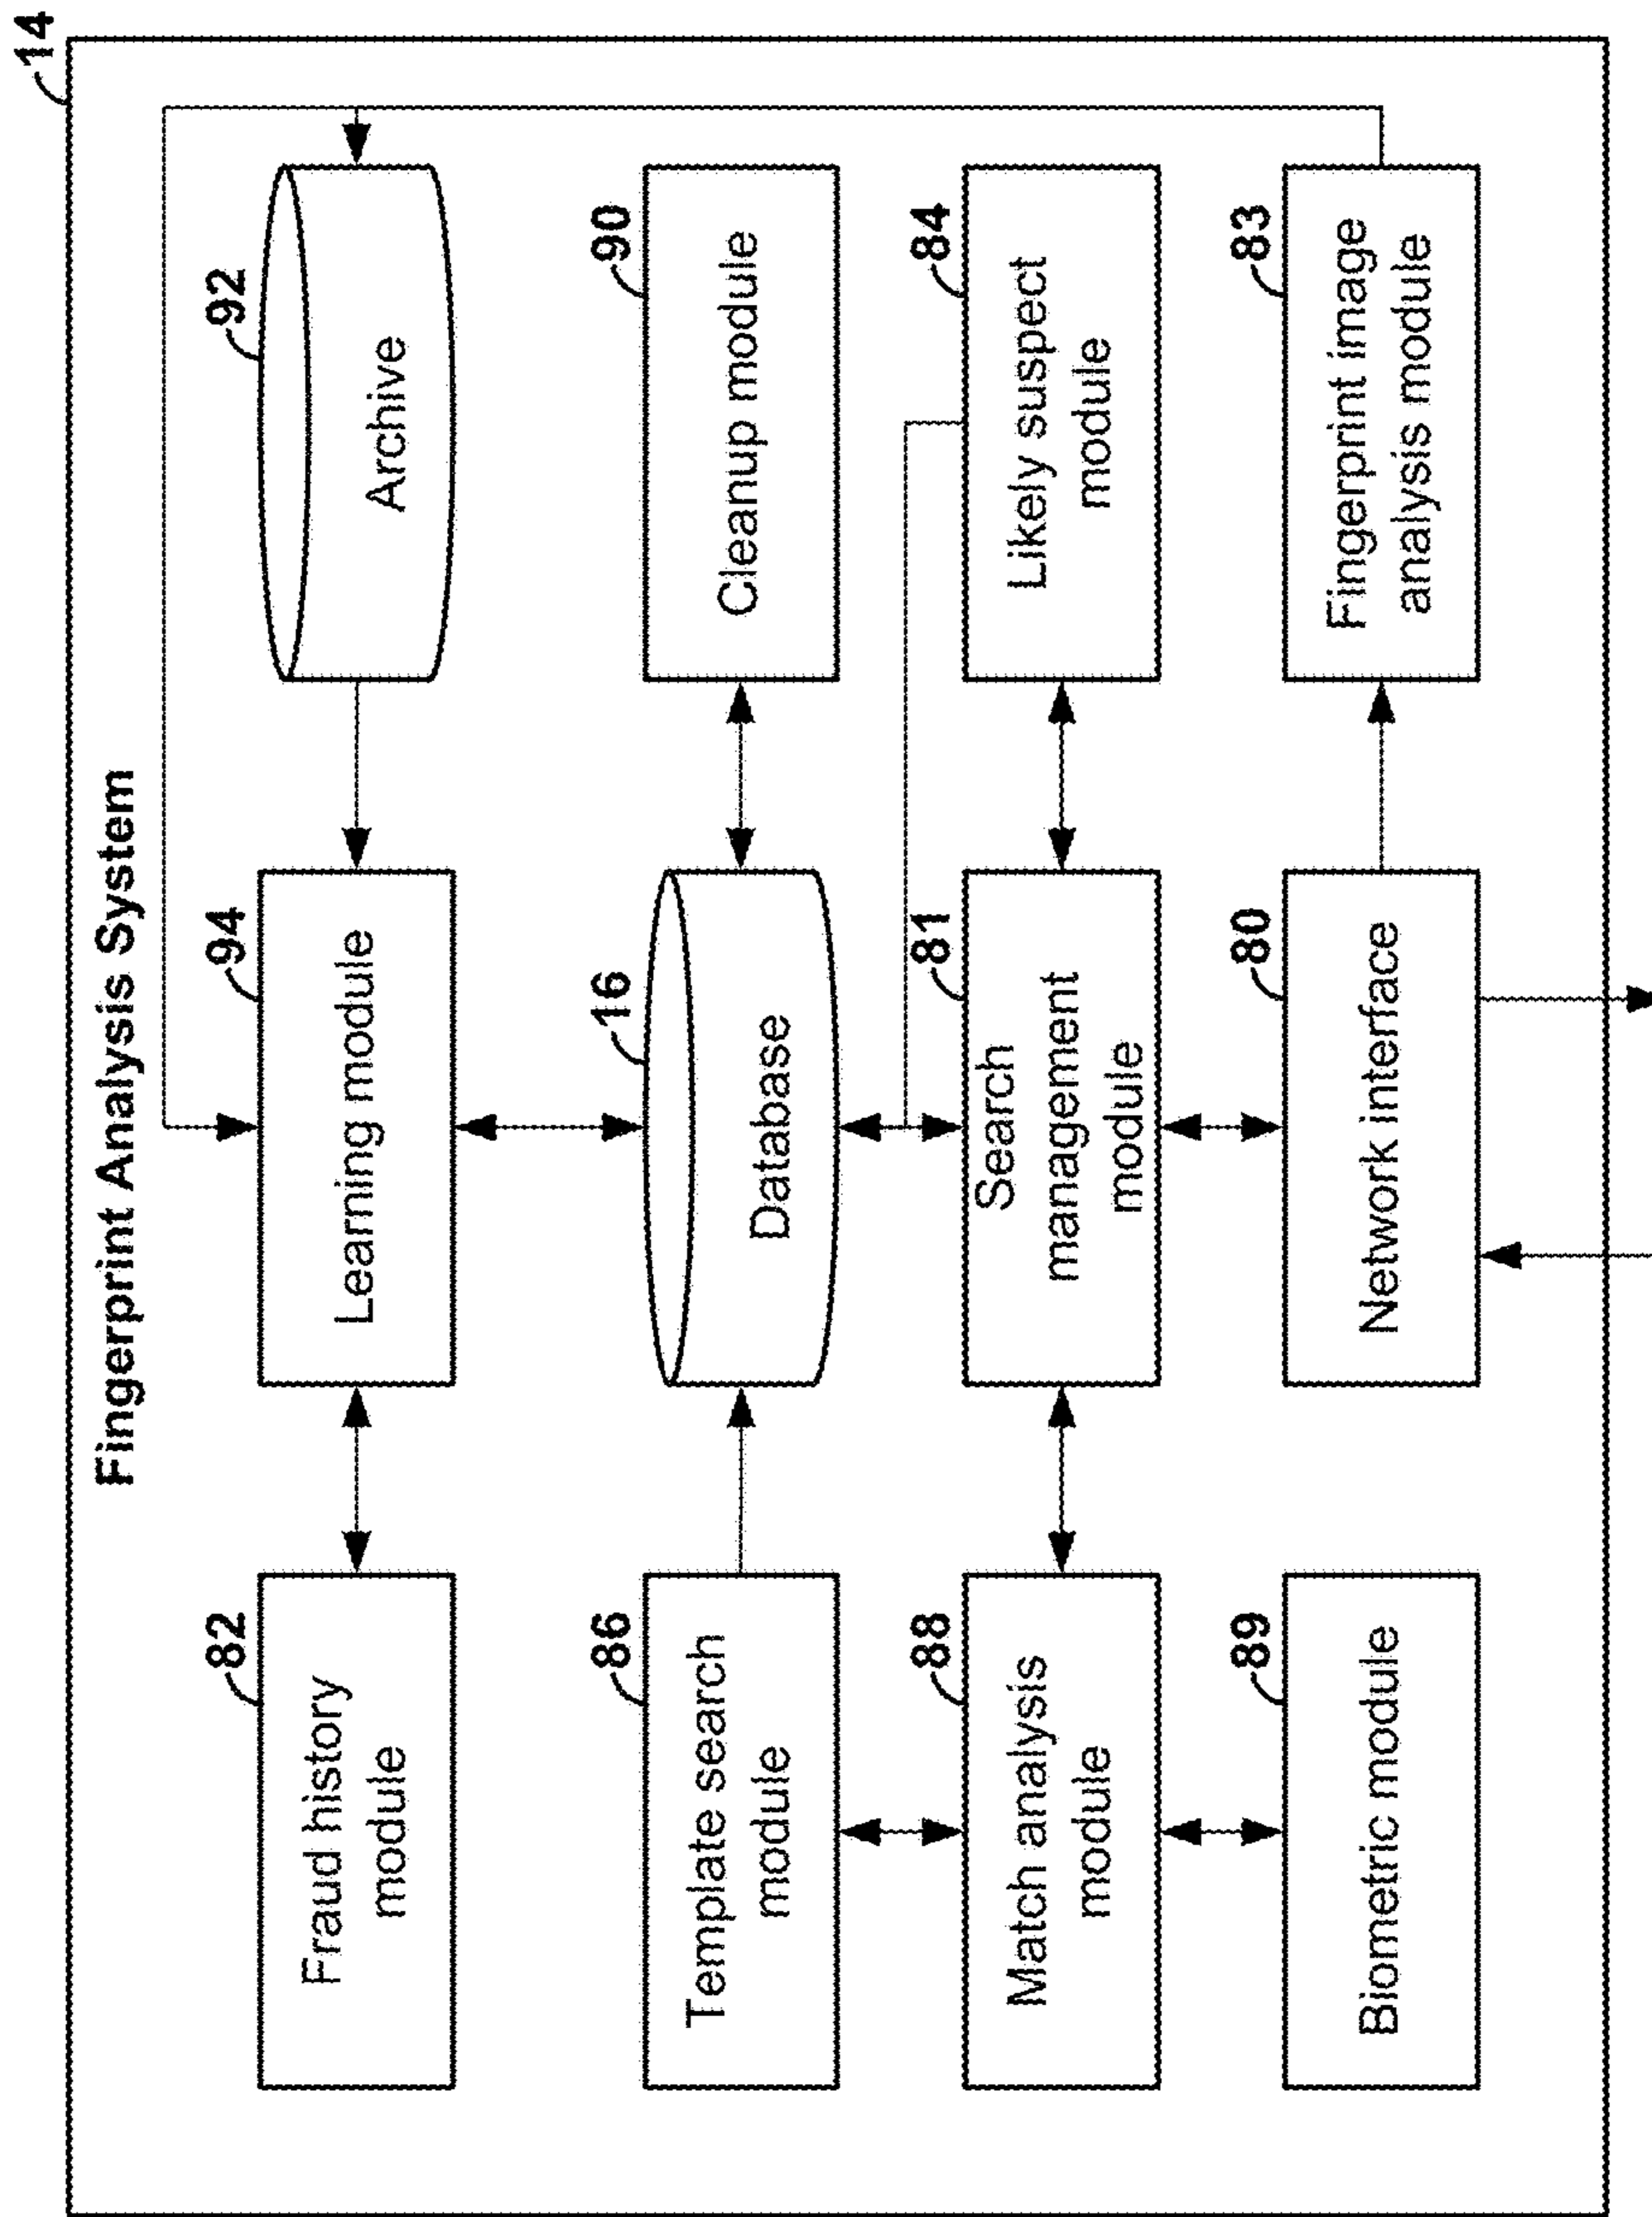 14
Fingerprint Analysis System
82
Fraud history
module
94
Learning module
92
Archive
86
Template search
module
16
Database
90
Cleanup module
88
Match analysis
module
81
Search
management
module
84
Likely suspect
module
89
Biometric module
80
Network interface
83
Fingerprint image
analysis module